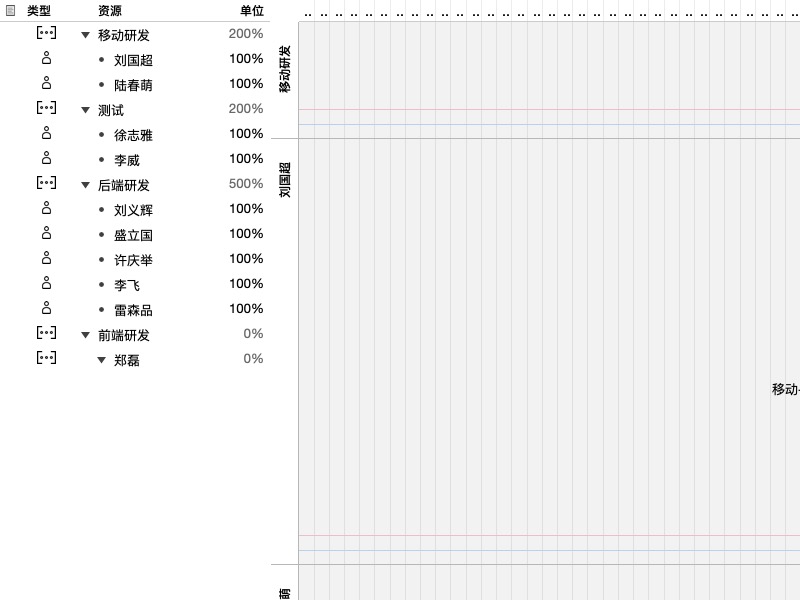 类型 资源 单位
移动研发 200%
刘国超 100%
陆春萌 100%
测试 200%
徐志雅 100%
李威 100%
后端研发 500%
刘义辉 100%
盛立国 100%
许庆举 100%
李飞 100%
雷森品 100%
前端研发 0%
郑磊 0%
移动研发
刘国超
移动-
萌